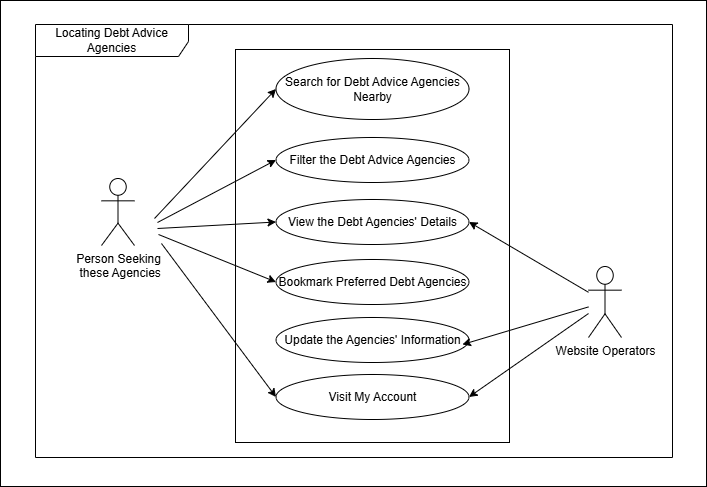 Locating Debt Advice
Agencies
Search for Debt Advice Agencies
Nearby
Filter the Debt Advice Agencies
View the Debt Agencies' Details
Person Seeking
these Agencies
Bookmark Preferred Debt Agencies
Update the Agencies' Information
Website Operators
Visit My Account